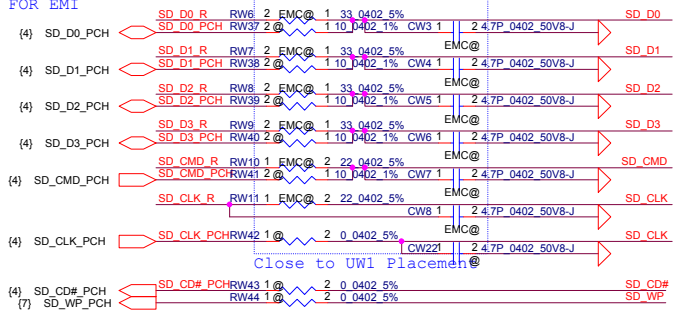 FOR EMI
SD_D0_R RW6 2 EMC@ 1 33_0402_5% SD_D0
{4} SD_D0_PCH SD_D0_PCH RW37 2 @ 1 10_0402_1% CW3 1 2 4.7P_0402_50V8-J
EMC@
SD_D1_R RW7 2 EMC@ 1 33_0402_5% SD_D1
{4} SD_D1_PCH SD_D1_PCH RW38 2 @ 1 10_0402_1% CW4 1 2 4.7P_0402_50V8-J
EMC@
SD_D2_R RW8 2 EMC@ 1 33_0402_5% SD_D2
{4} SD_D2_PCH SD_D2_PCH RW39 2 @ 1 10_0402_1% CW5 1 2 4.7P_0402_50V8-J
EMC@
SD_D3_R RW9 2 EMC@ 1 33_0402_5% SD_D3
{4} SD_D3_PCH SD_D3_PCH RW40 2 @ 1 10_0402_1% CW6 1 2 4.7P_0402_50V8-J
EMC@
SD_CMD_R RW10 1 EMC@ 2 22_0402_5% SD_CMD
{4} SD_CMD_PCH SD_CMD_PCH RW41 2 @ 1 10_0402_1% CW7 1 2 4.7P_0402_50V8-J
EMC@
SD_CLK_R RW11 1 EMC@ 2 22_0402_5% SD_CLK
CW8 1 2 4.7P_0402_50V8-J
EMC@
{4} SD_CLK_PCH SD_CLK_PCH RW42 1 @ 2 0_0402_5% SD_CLK
CW22 1 2 4.7P_0402_50V8-J
@
Close to UW1 Placement
{4} SD_CD#_PCH SD_CD#_PCH RW43 1 @ 2 0_0402_5% SD_CD#
{7} SD_WP_PCH RW44 1 @ 2 0_0402_5% SD_WP